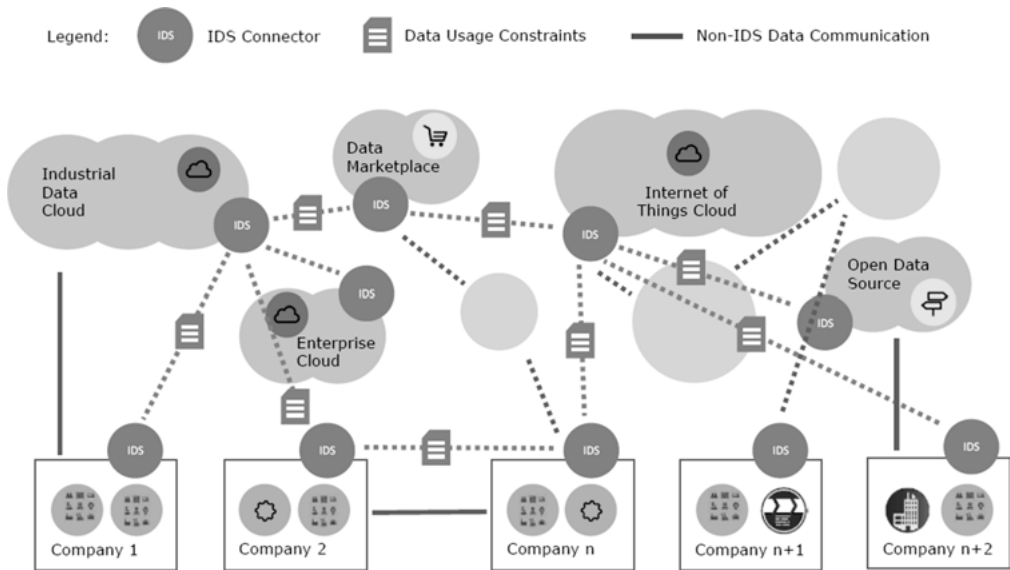 Legend:
IDS
IDS Connector
Data Usage Constraints
Non-IDS Data Communication
Industrial
Data
Cloud
Data
Marketplace
Internet of
Things Cloud
Open Data
Source
IDS
IDS
IDS
IDS
IDS
Enterprise
Cloud
IDS
IDS
IDS
IDS
IDS
Company 1
Company 2
Company n
Company n+1
Company n+2